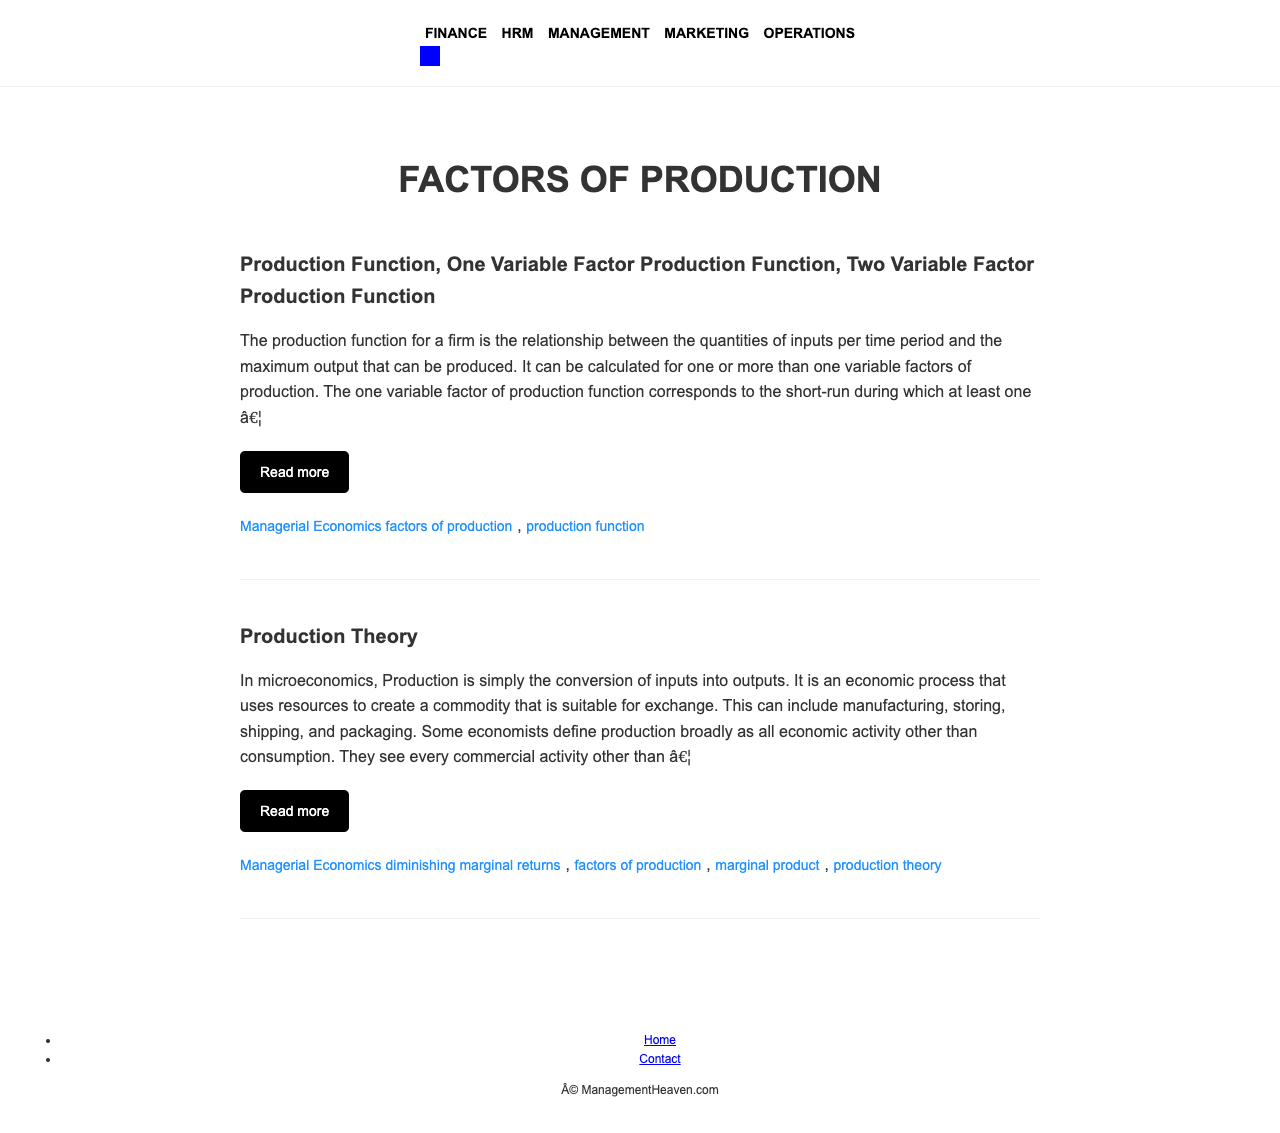 FINANCE HRM MANAGEMENT MARKETING OPERATIONS
FACTORS OF PRODUCTION
Production Function, One Variable Factor Production Function, Two Variable Factor
Production Function
The production function for a firm is the relationship between the quantities of inputs per time period and the
maximum output that can be produced. It can be calculated for one or more than one variable factors of
production. The one variable factor of production function corresponds to the short-run during which at least one
â€¦
Read more
Managerial Economics factors of production , production function
Production Theory
In microeconomics, Production is simply the conversion of inputs into outputs. It is an economic process that
uses resources to create a commodity that is suitable for exchange. This can include manufacturing, storing,
shipping, and packaging. Some economists define production broadly as all economic activity other than
consumption. They see every commercial activity other than â€¦
Read more
Managerial Economics diminishing marginal returns , factors of production , marginal product , production theory
• Home
• Contact
Â© ManagementHeaven.com